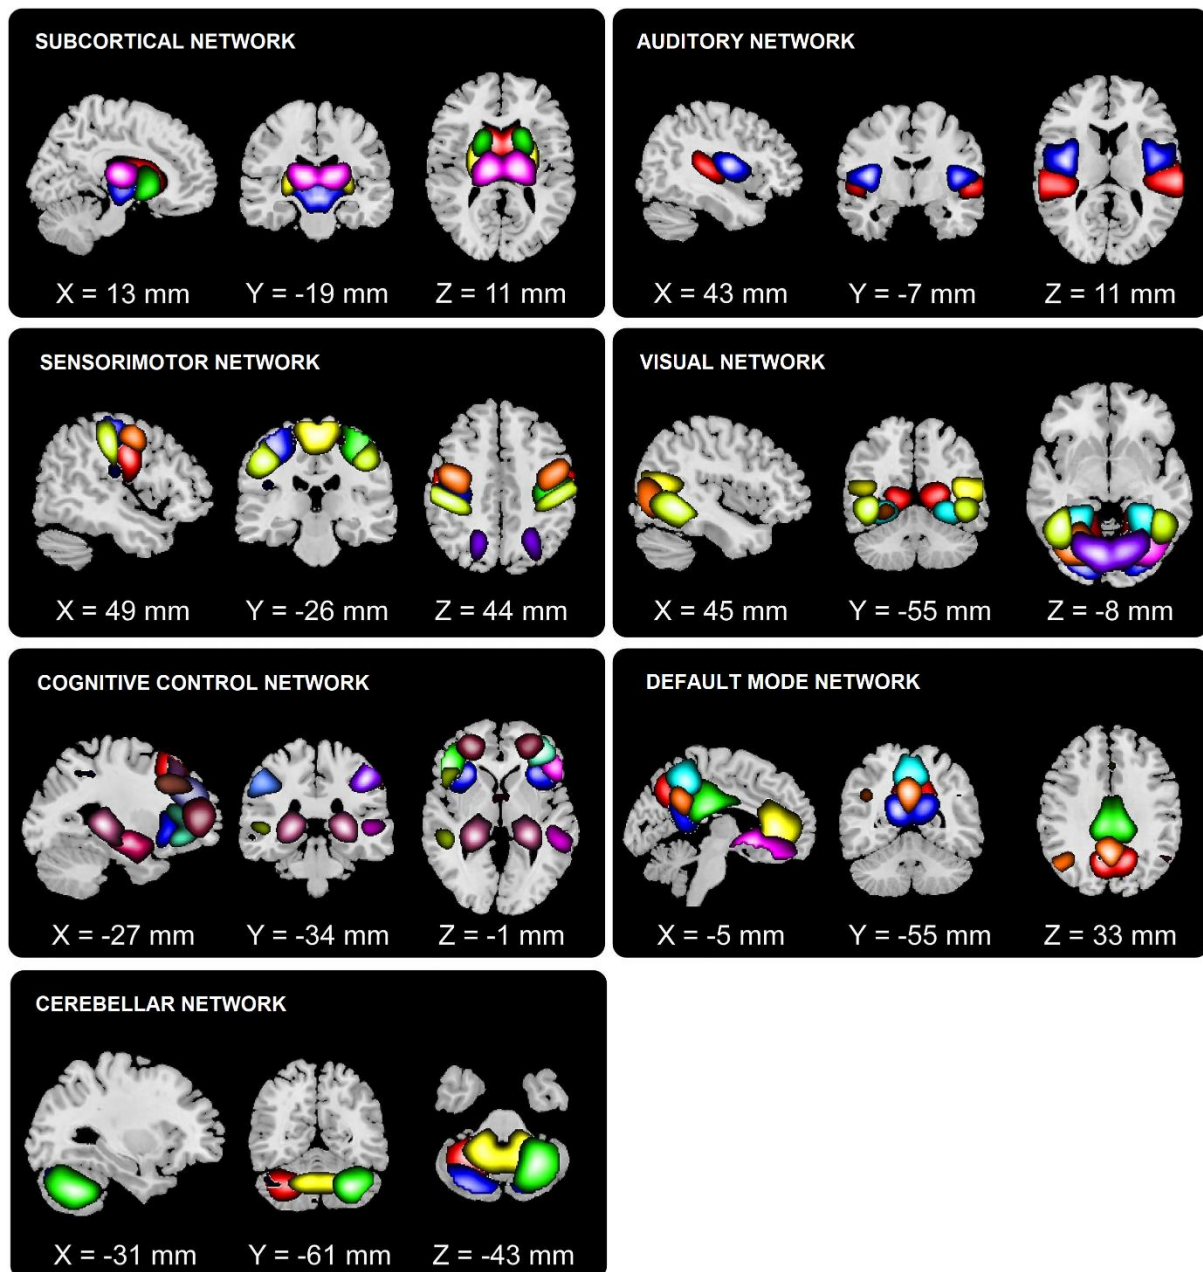 SUBCORTICAL NETWORK
X = 13 mm Y = -19 mm Z = 11 mm
AUDITORY NETWORK
X = 43 mm Y = -7 mm Z = 11 mm
SENSORIMOTOR NETWORK
X = 49 mm Y = -26 mm Z = 44 mm
VISUAL NETWORK
X = 45 mm Y = -55 mm Z = -8 mm
COGNITIVE CONTROL NETWORK
X = -27 mm Y = -34 mm Z = -1 mm
DEFAULT MODE NETWORK
X = -5 mm Y = -55 mm Z = 33 mm
CEREBELLAR NETWORK
X = -31 mm Y = -61 mm Z = -43 mm